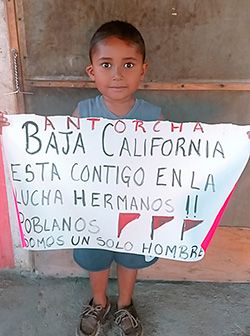 ANTORCHA
BAJA CALIFORNIA
ESTA CONTIGO EN LA
LUCHA HERMANOS !!
POBLANOS
SOMOS UN SOLO HOMBRE